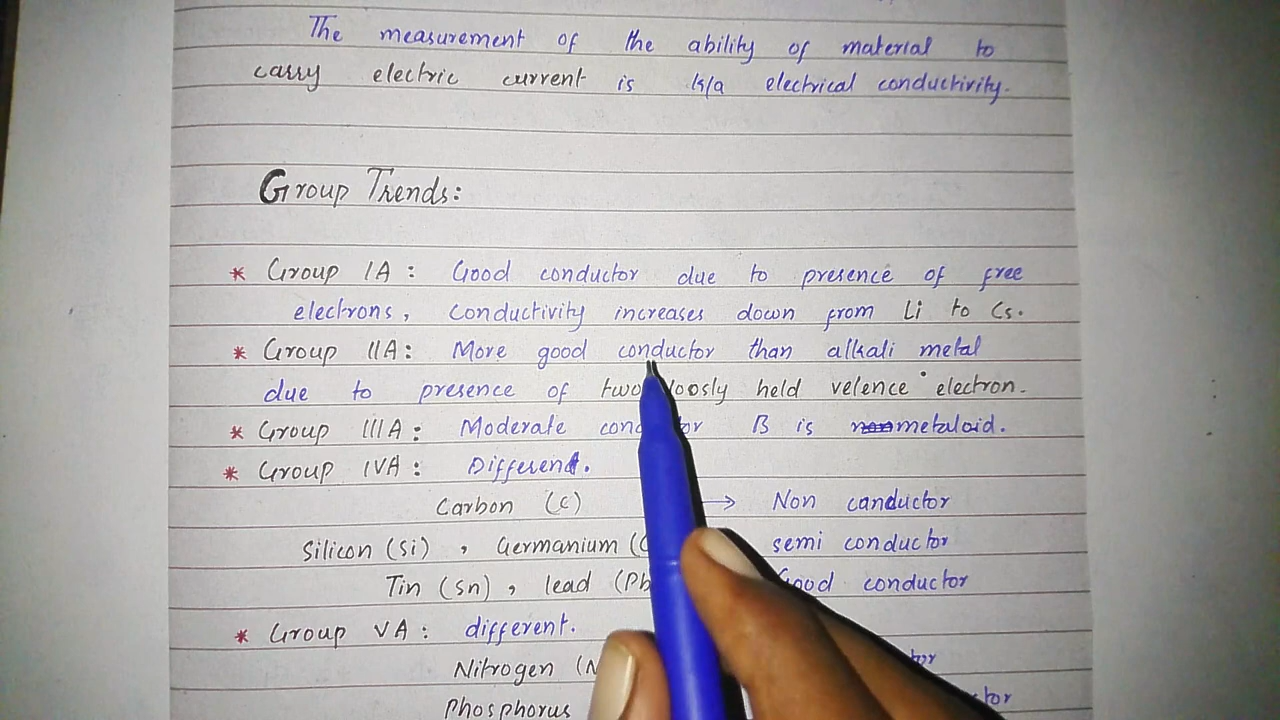 The measurement of the ability of material to
carry electric current is k/a electrical conductivity.
Group Trends:
* Group IA: Good conductor due to presence of free
electrons, Conductivity increases down from Li to Cs.
* Group IIA: More good conductor than alkali metal
due to presence of two loosly held velence electron.
* Group IIIA: Moderate B is metaloid.
* Group IVA: Different.
Carbon (C) → Non canductor
Silicon (Si), Germanium ( semi conductor
Tin (Sn), lead (Pb Good conductor
* Group VA: different.
Nitrogen (N
Phosphorus